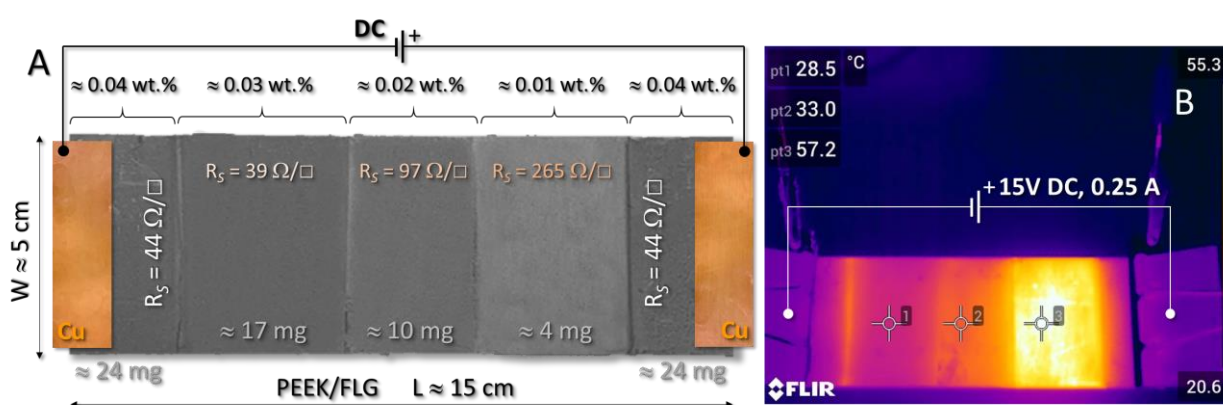 A
DC
+
≈ 0.04 wt.%
≈ 0.03 wt.%
≈ 0.02 wt.%
≈ 0.01 wt.%
≈ 0.04 wt.%
W ≈ 5 cm
Cu
R_S = 44 Ω/□
R_S = 39 Ω/□
R_S = 97 Ω/□
R_S = 265 Ω/□
R_S = 44 Ω/□
Cu
≈ 17 mg
≈ 10 mg
≈ 4 mg
≈ 24 mg
≈ 24 mg
PEEK/FLG L ≈ 15 cm
pt1 28.5 °C
pt2 33.0
pt3 57.2
55.3
B
+ 15V DC, 0.25 A
1
2
3
FLIR
20.6